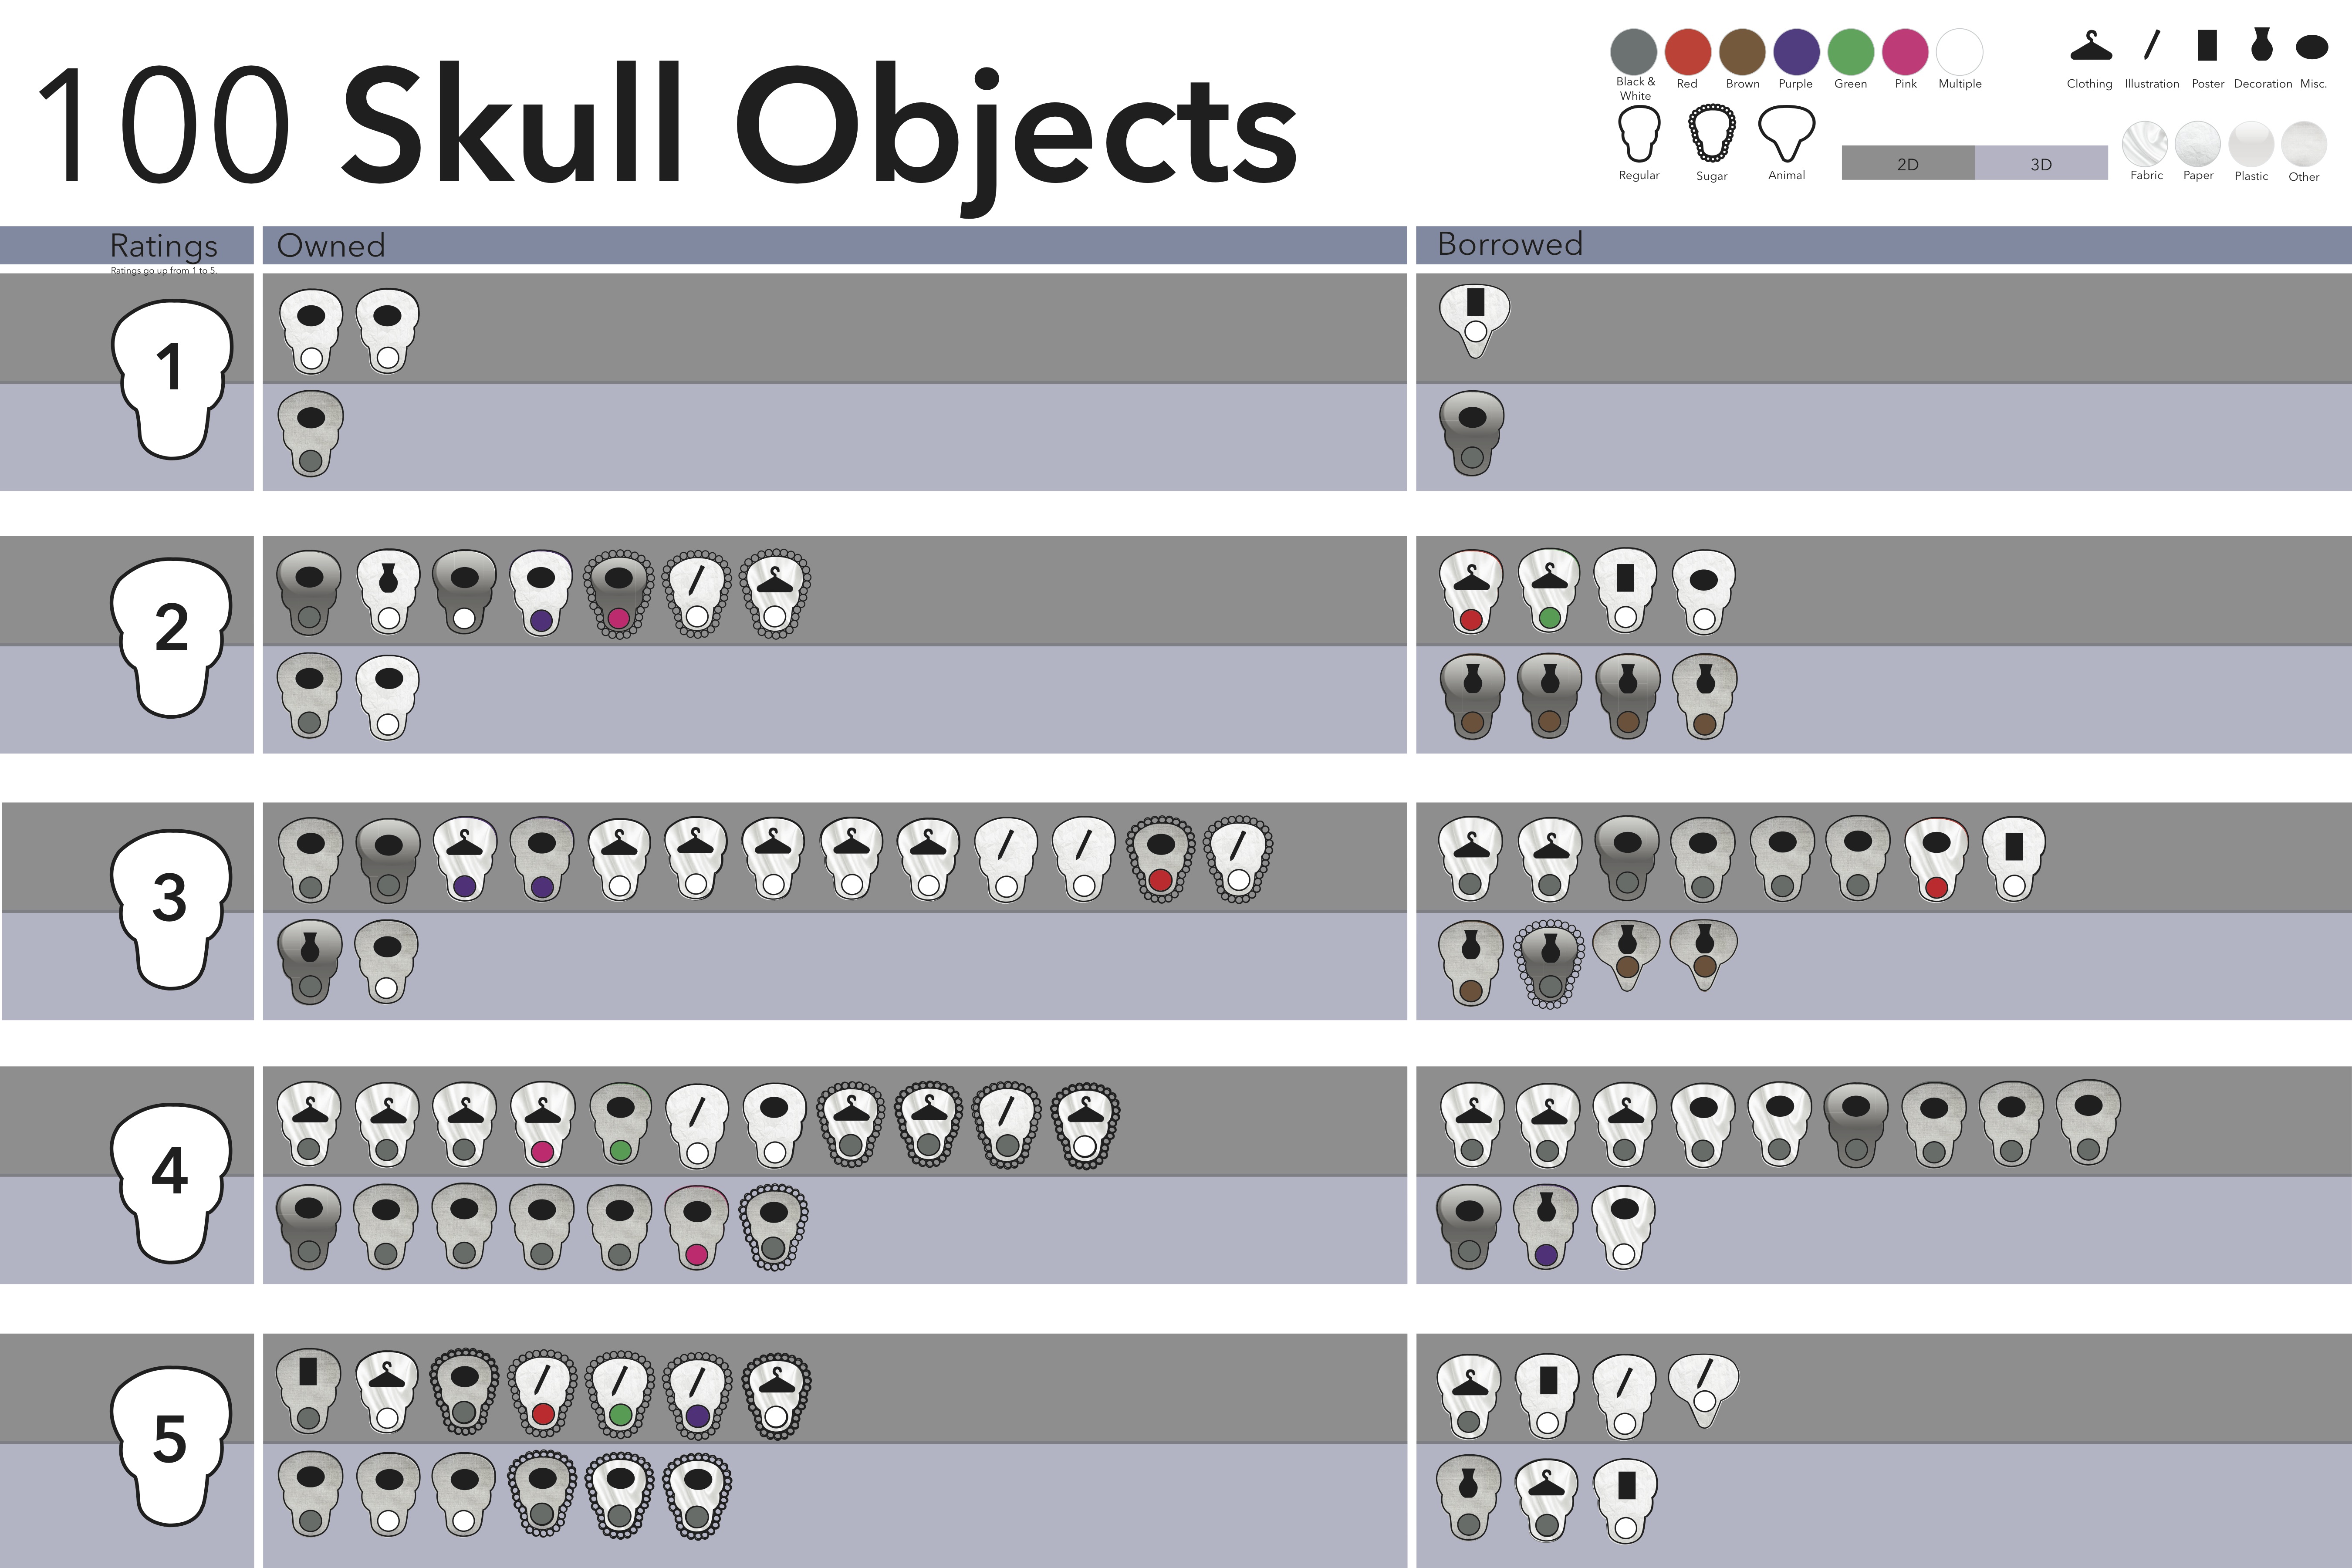 100 Skull Objects
Black &
White
Red
Brown
Purple
Green
Pink
Multiple
Clothing
Illustration
Poster
Decoration
Misc.
Regular
Sugar
Animal
2D
3D
Fabric
Paper
Plastic
Other
Ratings
Owned
Borrowed
Ratings go up from 1 to 5.
1
2
3
4
5